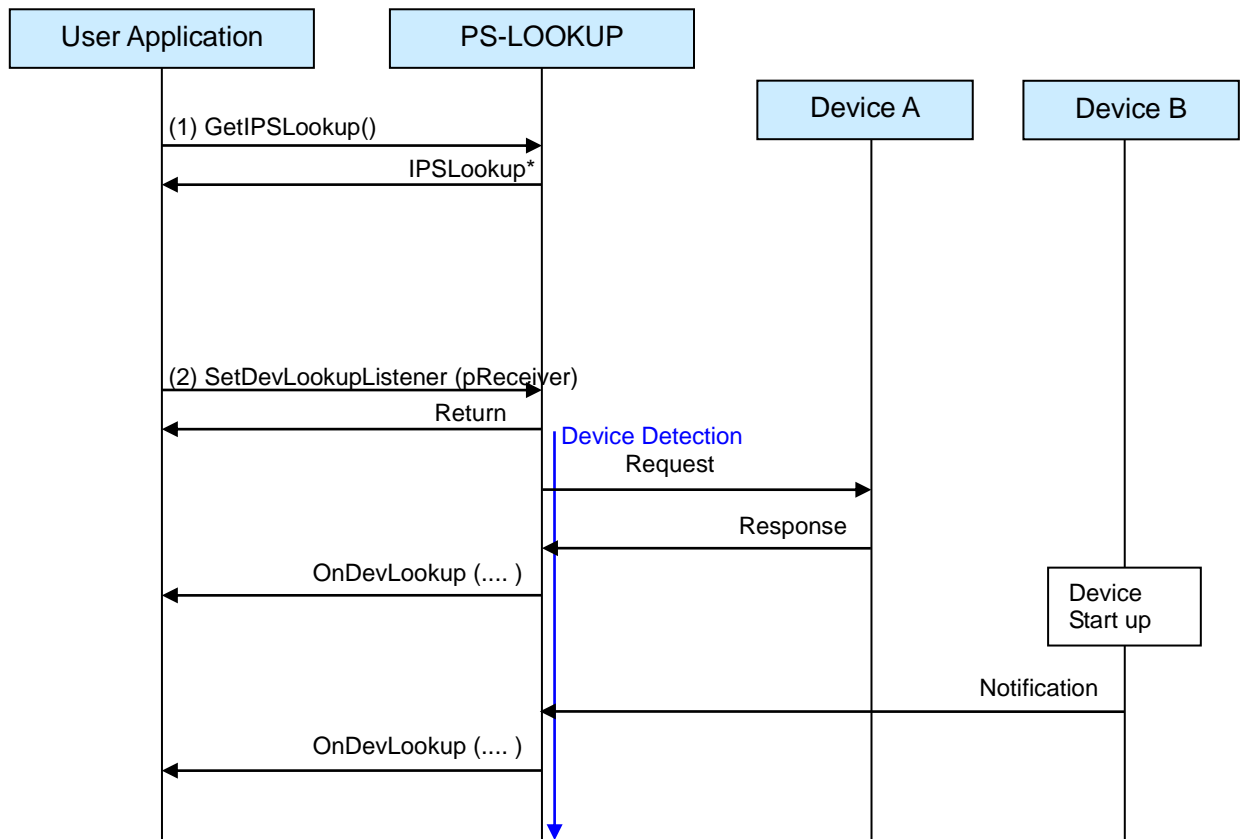 User Application
PS-LOOKUP
Device A
Device B
(1) GetIPSLookup()
IPSLookup*
(2) SetDevLookupListener (pReceiver)
Return
Device Detection
Request
Response
OnDevLookup (.... )
Device
Start up
Notification
OnDevLookup (.... )